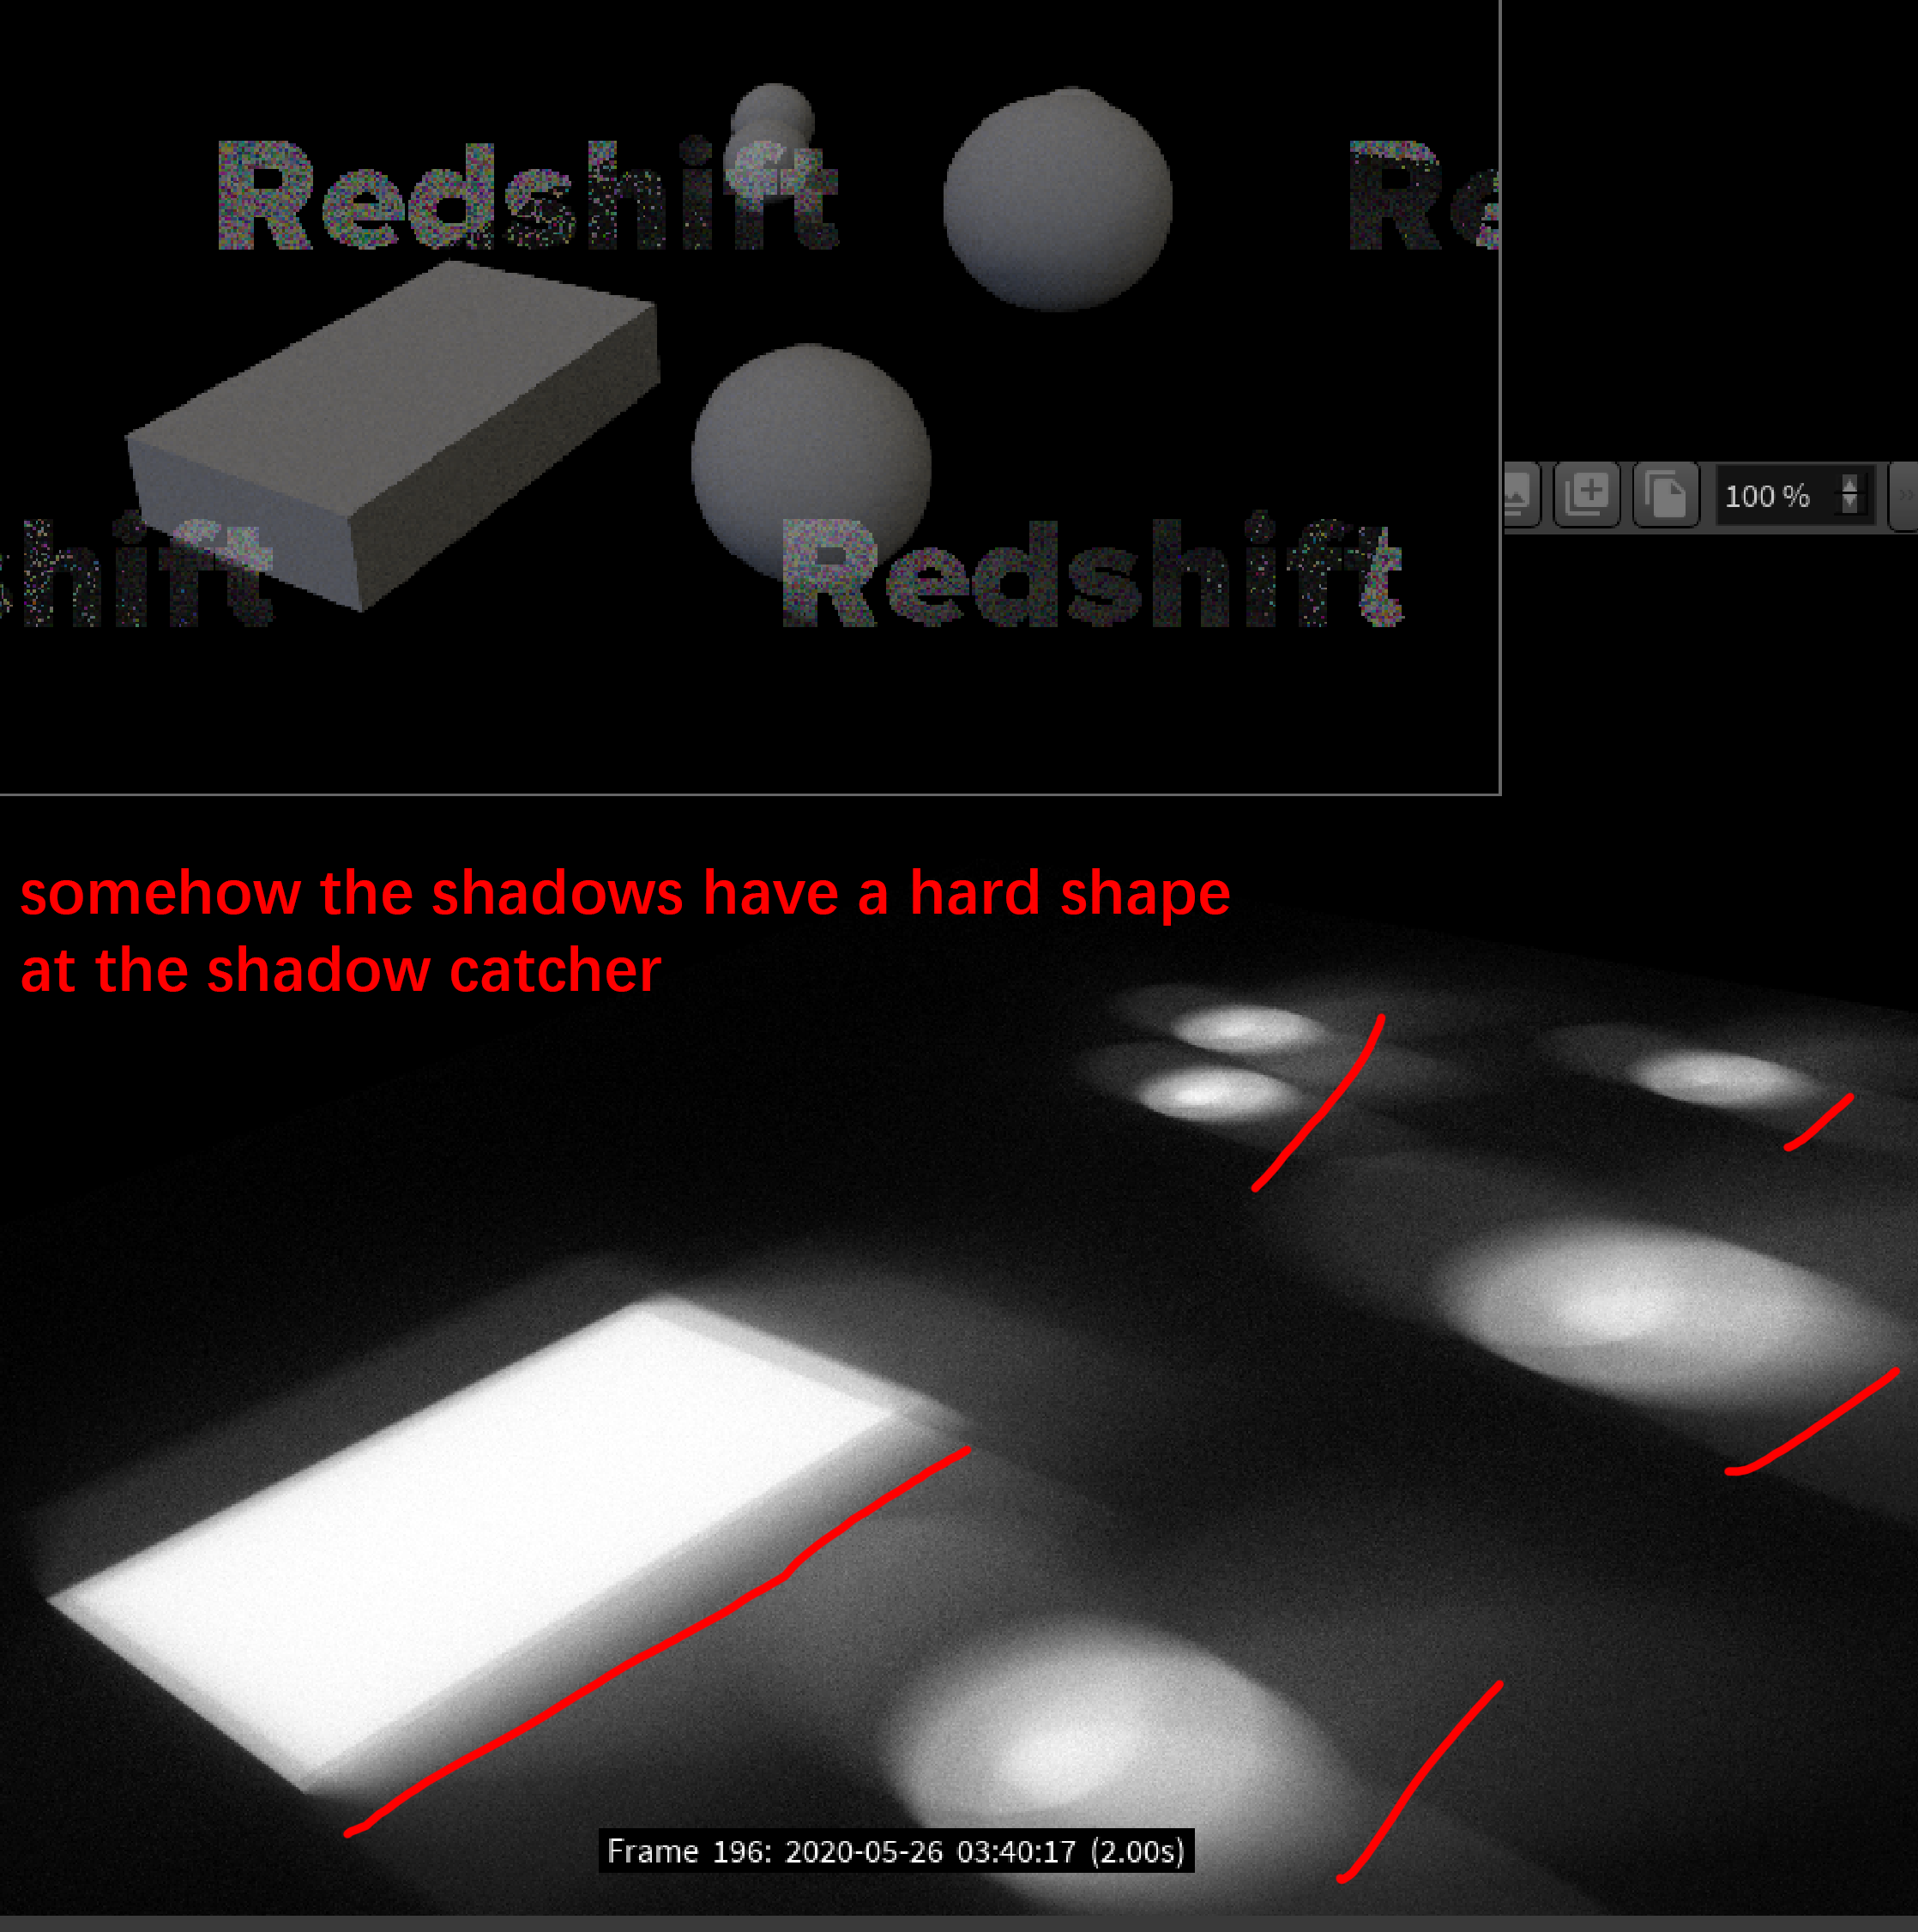 Redshift
Re
shift
Redshift
100 %
somehow the shadows have a hard shape
at the shadow catcher
Frame 196: 2020-05-26 03:40:17 (2.00s)